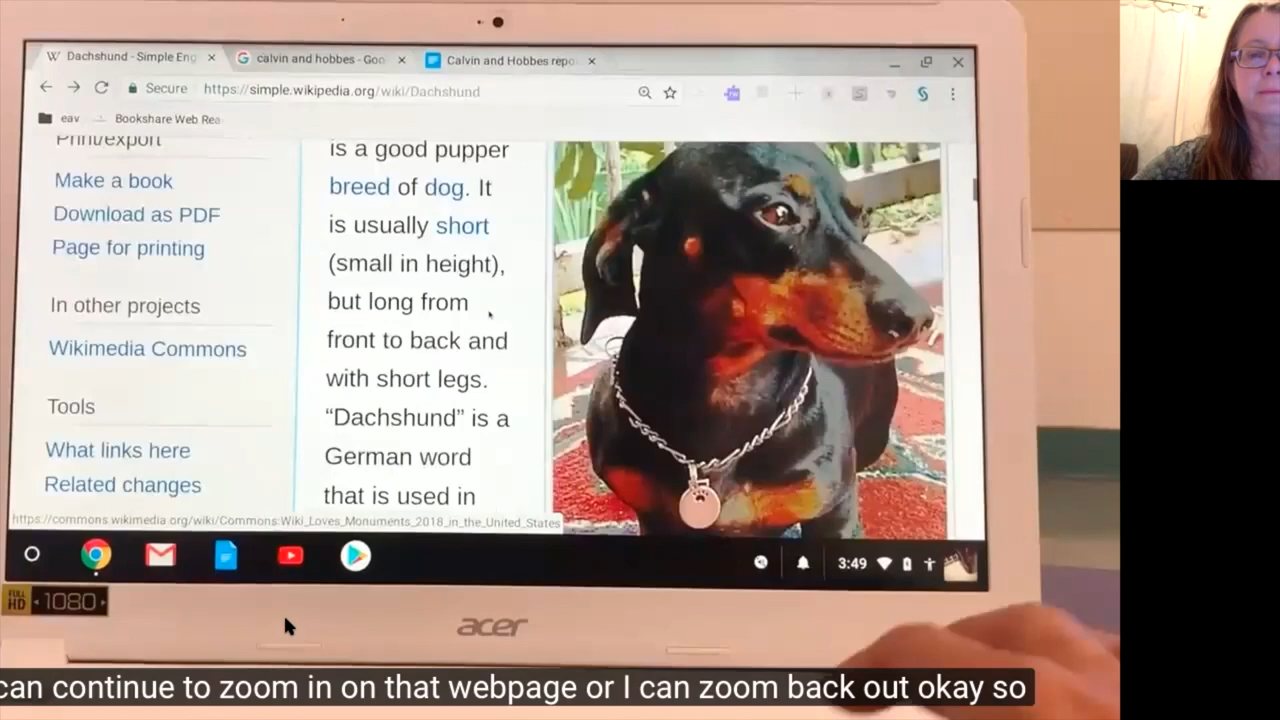 Dachshund - Simple Eng
calvin and hobbes - Goo
Calvin and Hobbes repo
Secure https://simple.wikipedia.org/wiki/Dachshund
eav
Bookshare Web Rea
Print/export
Make a book
Download as PDF
Page for printing
In other projects
Wikimedia Commons
Tools
What links here
Related changes
is a good pupper
breed of dog. It
is usually short
(small in height),
but long from
front to back and
with short legs.
“Dachshund” is a
German word
that is used in
https://commons.wikimedia.org/wiki/Commons:Wiki_Loves_Monuments_2018_in_the_United_States
3:49
FULL HD 1080
acer
can continue to zoom in on that webpage or I can zoom back out okay so